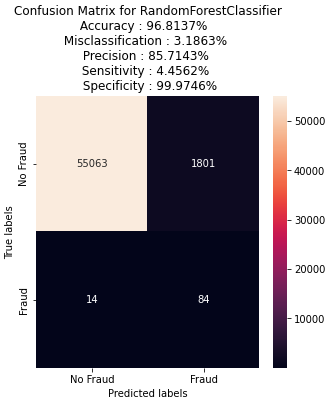 Confusion Matrix for RandomForestClassifier
Accuracy : 96.8137%
Misclassification : 3.1863%
Precision : 85.7143%
Sensitivity : 4.4562%
Specificity : 99.9746%
No Fraud
Fraud
True labels
55063
1801
14
84
No Fraud
Fraud
Predicted labels
50000
40000
30000
20000
10000